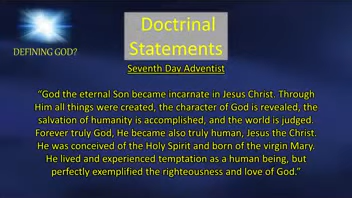 DEFINING GOD?
Doctrinal
Statements
Seventh Day Adventist
"God the eternal Son became incarnate in Jesus Christ. Through
Him all things were created, the character of God is revealed, the
salvation of humanity is accomplished, and the world is judged.
Forever truly God, He became also truly human, Jesus the Christ.
He was conceived of the Holy Spirit and born of the virgin Mary.
He lived and experienced temptation as a human being, but
perfectly exemplified the righteousness and love of God."